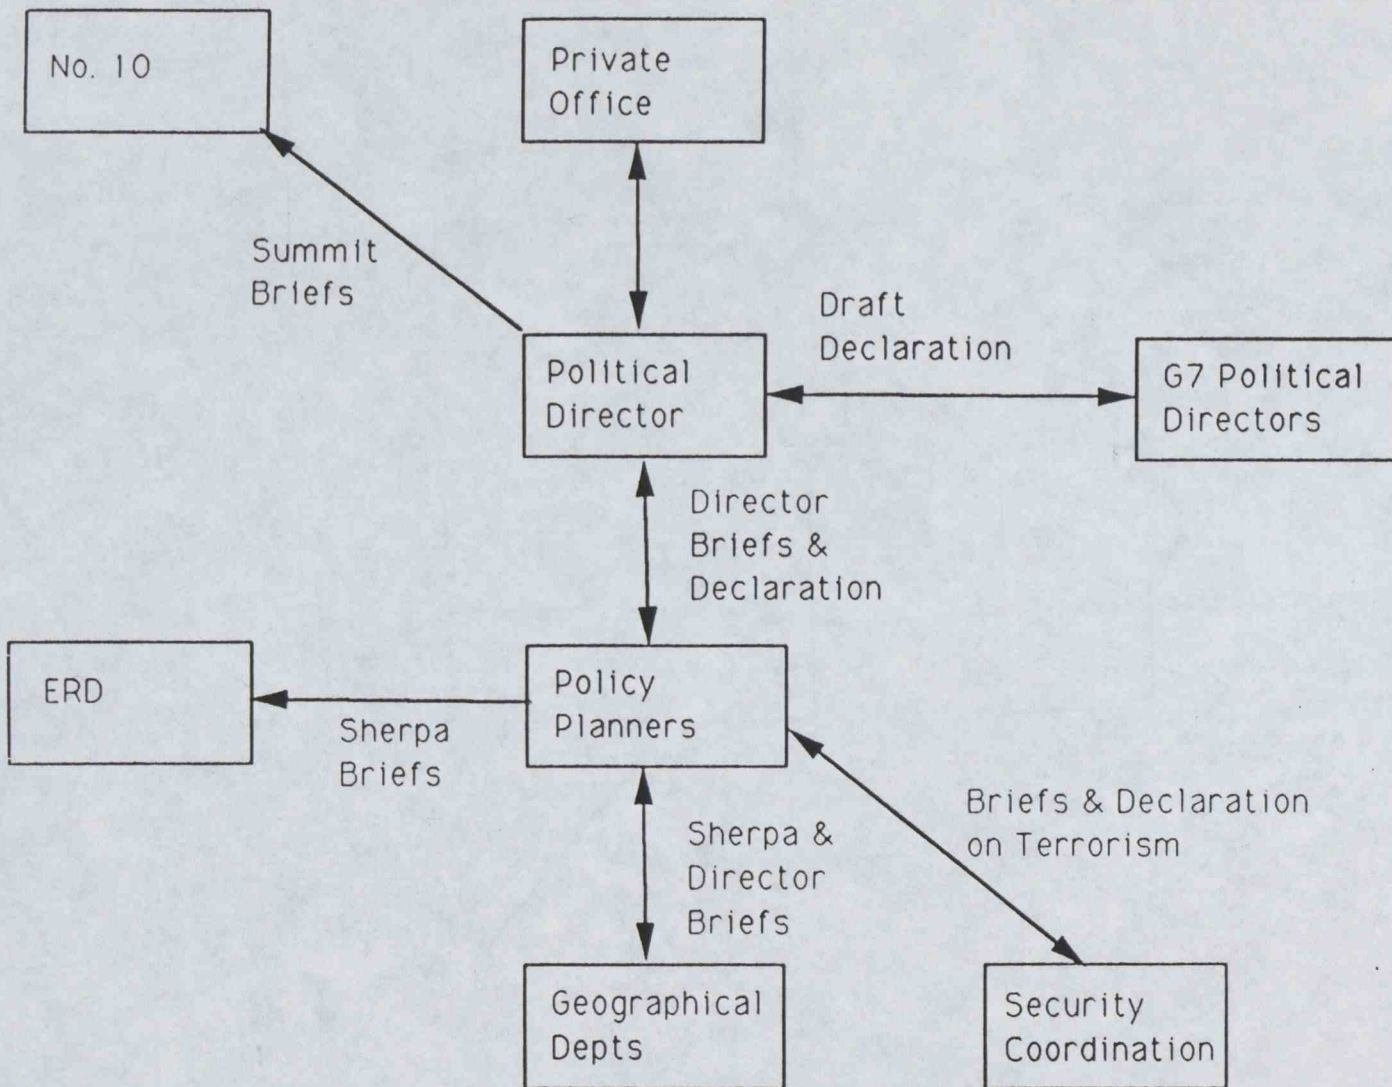 No. 10
Private
Office
Summit
Briefs
Draft
Declaration
Political
Director
G7 Political
Directors
Director
Briefs &
Declaration
ERD
Policy
Planners
Sherpa
Briefs
Briefs & Declaration
on Terrorism
Sherpa &
Director
Briefs
Geographical
Depts
Security
Coordination